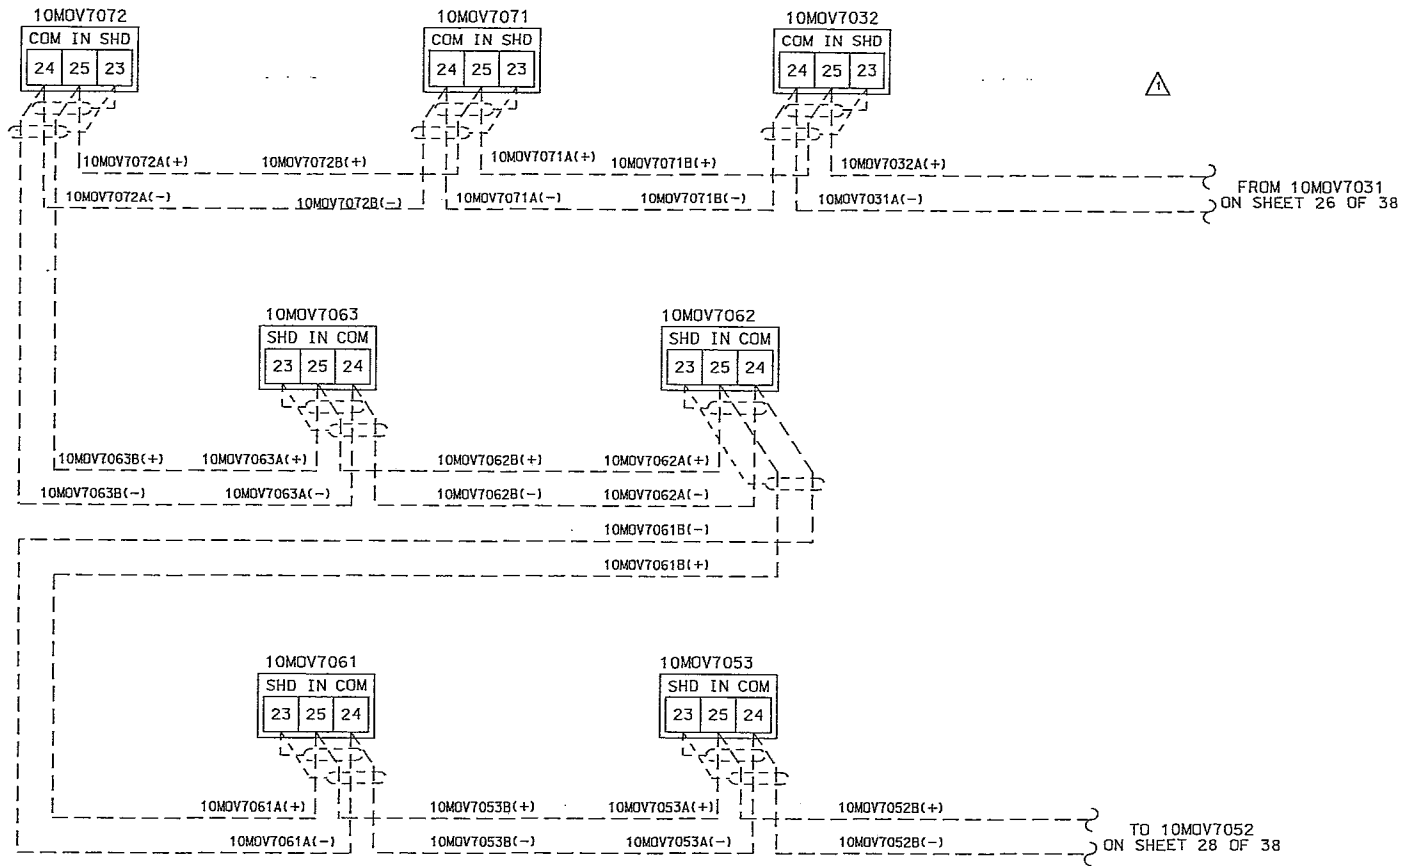 10MOV7072
COM IN SHD
24 25 23
10MOV7071
COM IN SHD
24 25 23
10MOV7032
COM IN SHD
24 25 23
1
10MOV7072A(+)
10MOV7072B(+)
10MOV7071A(+)
10MOV7071B(+)
10MOV7032A(+)
10MOV7072A(-)
10MOV7072B(-)
10MOV7071A(-)
10MOV7071B(-)
10MOV7031A(-)
FROM 10MOV7031
ON SHEET 26 OF 38
10MOV7063
SHD IN COM
23 25 24
10MOV7062
SHD IN COM
23 25 24
10MOV7063B(+)
10MOV7063A(+)
10MOV7062B(+)
10MOV7062A(+)
10MOV7063B(-)
10MOV7063A(-)
10MOV7062B(-)
10MOV7062A(-)
10MOV7061B(-)
10MOV7061B(+)
10MOV7061
SHD IN COM
23 25 24
10MOV7053
SHD IN COM
23 25 24
10MOV7061A(+)
10MOV7053B(+)
10MOV7053A(+)
10MOV7052B(+)
10MOV7061A(-)
10MOV7053B(-)
10MOV7053A(-)
10MOV7052B(-)
TO 10MOV7052
ON SHEET 28 OF 38